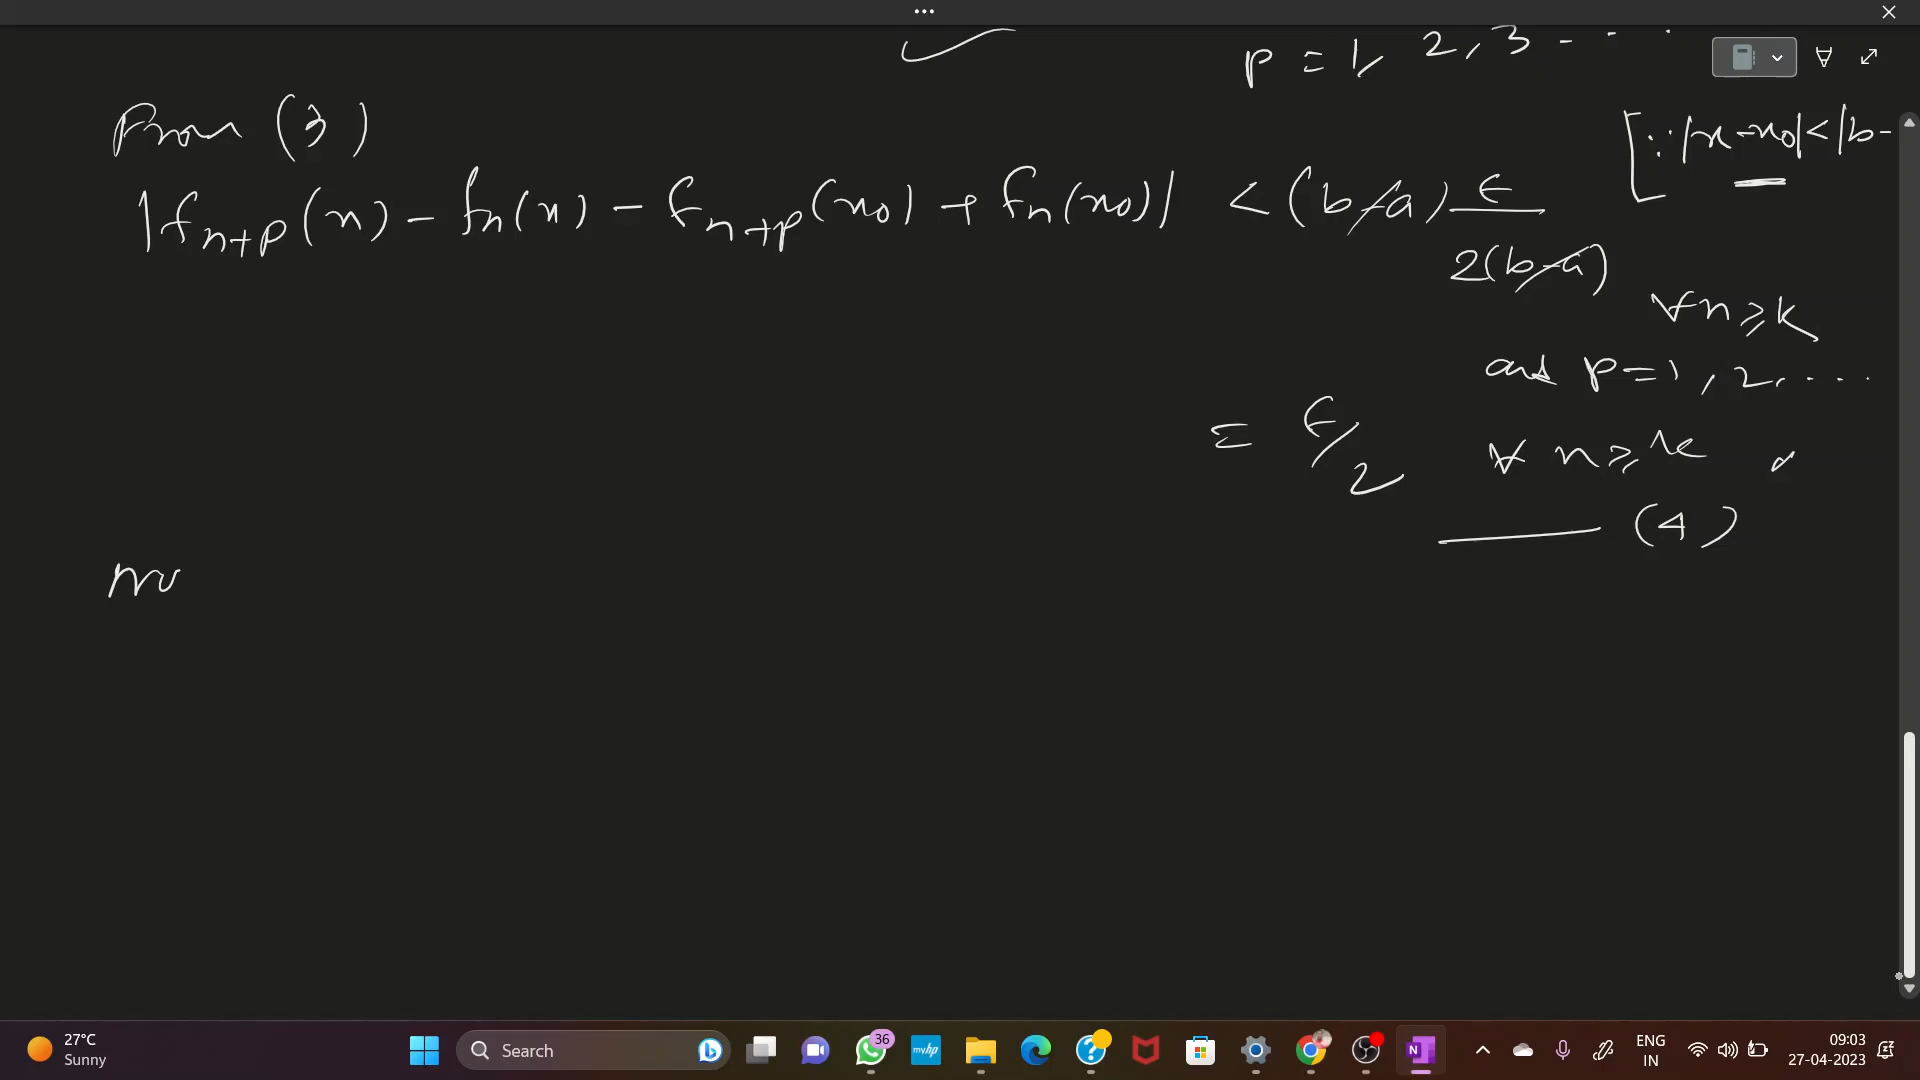 p = 1, 2, 3 - - -
From (3)
[∵ |x-x₀| < |b-
|f_{n+p}(x) - f_n(x) - f_{n+p}(x₀) + f_n(x₀)| < (b-a) ϵ / 2(b-a)
∀ n ≥ k
and p = 1, 2, ....
= ϵ/2 ∀ n ≥ k
(4)
No
27°C
Sunny
Search
36
ENG
IN
09:03
27-04-2023